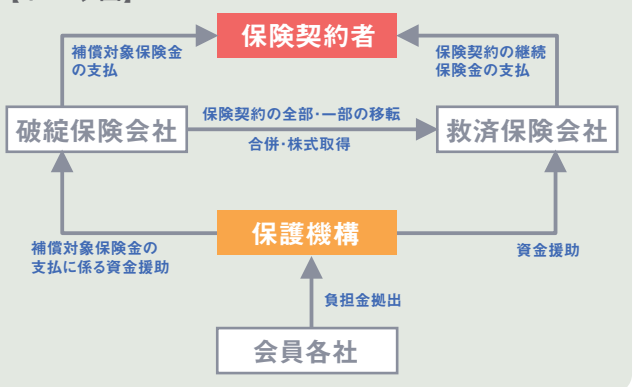 保険契約者
補償対象保険金
の支払
保険契約の継続
保険金の支払
破綻保険会社
保険契約の全部・一部の移転
合併・株式取得
救済保険会社
補償対象保険金の
支払に係る資金援助
保護機構
資金援助
負担金拠出
会員各社